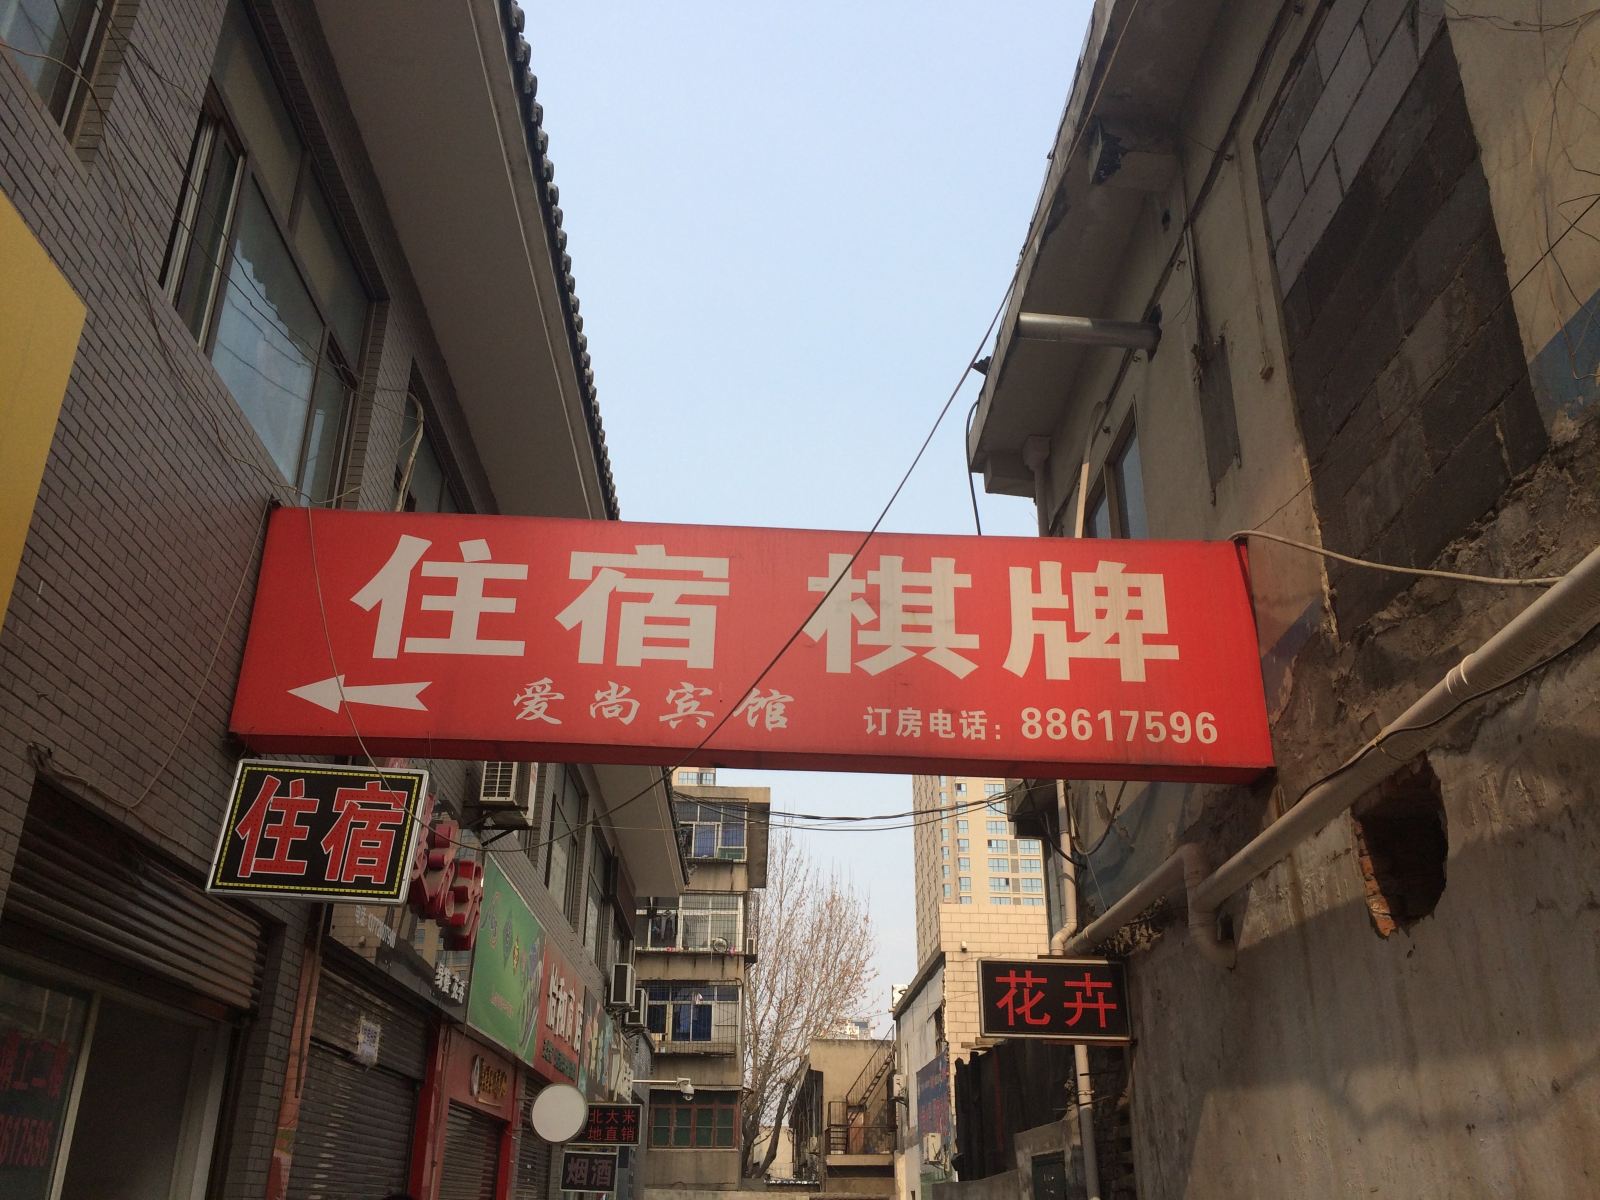 住宿 棋牌
爱尚宾馆
订房电话：88617596
住宿
花卉
北大米
地直销
烟酒